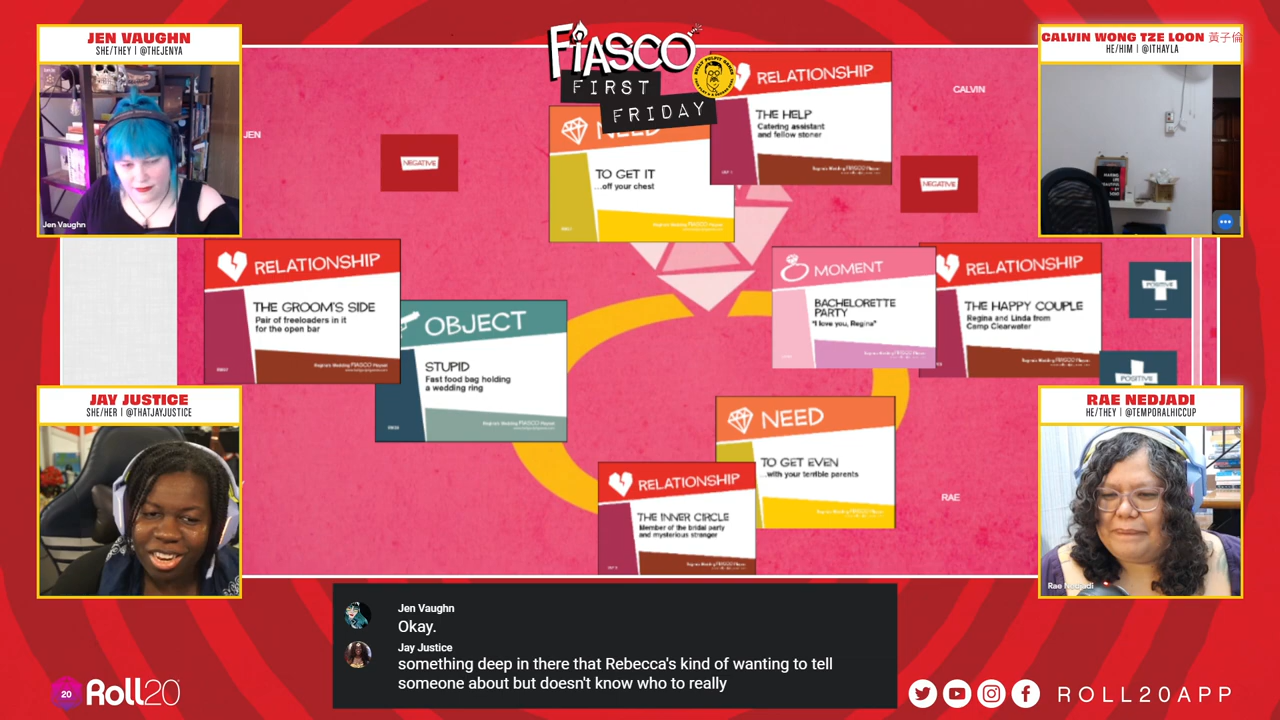 JEN VAUGHN
SHE/THEY | @THEJENYA
Jen Vaughn
JEN
FIASCO
FIRST
FRIDAY
CALVIN WONG TZE LOON 黃子倫
HE/HIM | @ITHAYLA
CALVIN
NEGATIVE
NEED
TO GET IT
...off your chest
RELATIONSHIP
THE HELP
Catering assistant
and fellow stoner
NEGATIVE
RELATIONSHIP
THE GROOM'S SIDE
Pair of freeloaders in it
for the open bar
OBJECT
STUPID
Fast food bag holding
a wedding ring
MOMENT
BACHELORETTE
PARTY
"I love you, Regina"
RELATIONSHIP
THE HAPPY COUPLE
Regina and Linda from
Camp Clearwater
POSITIVE
POSITIVE
NEED
TO GET EVEN
...with your terrible parents
RELATIONSHIP
THE INNER CIRCLE
Member of the bridal party
and mysterious stranger
RAE
JAY JUSTICE
SHE/HER | @THATJAYJUSTICE
RAE NEDJADI
HE/THEY | @TEMPORALHICCUP
Rae Nedjadi
Jen Vaughn
Okay.
Jay Justice
something deep in there that Rebecca's kind of wanting to tell
someone about but doesn't know who to really
20 Roll20
ROLL20APP